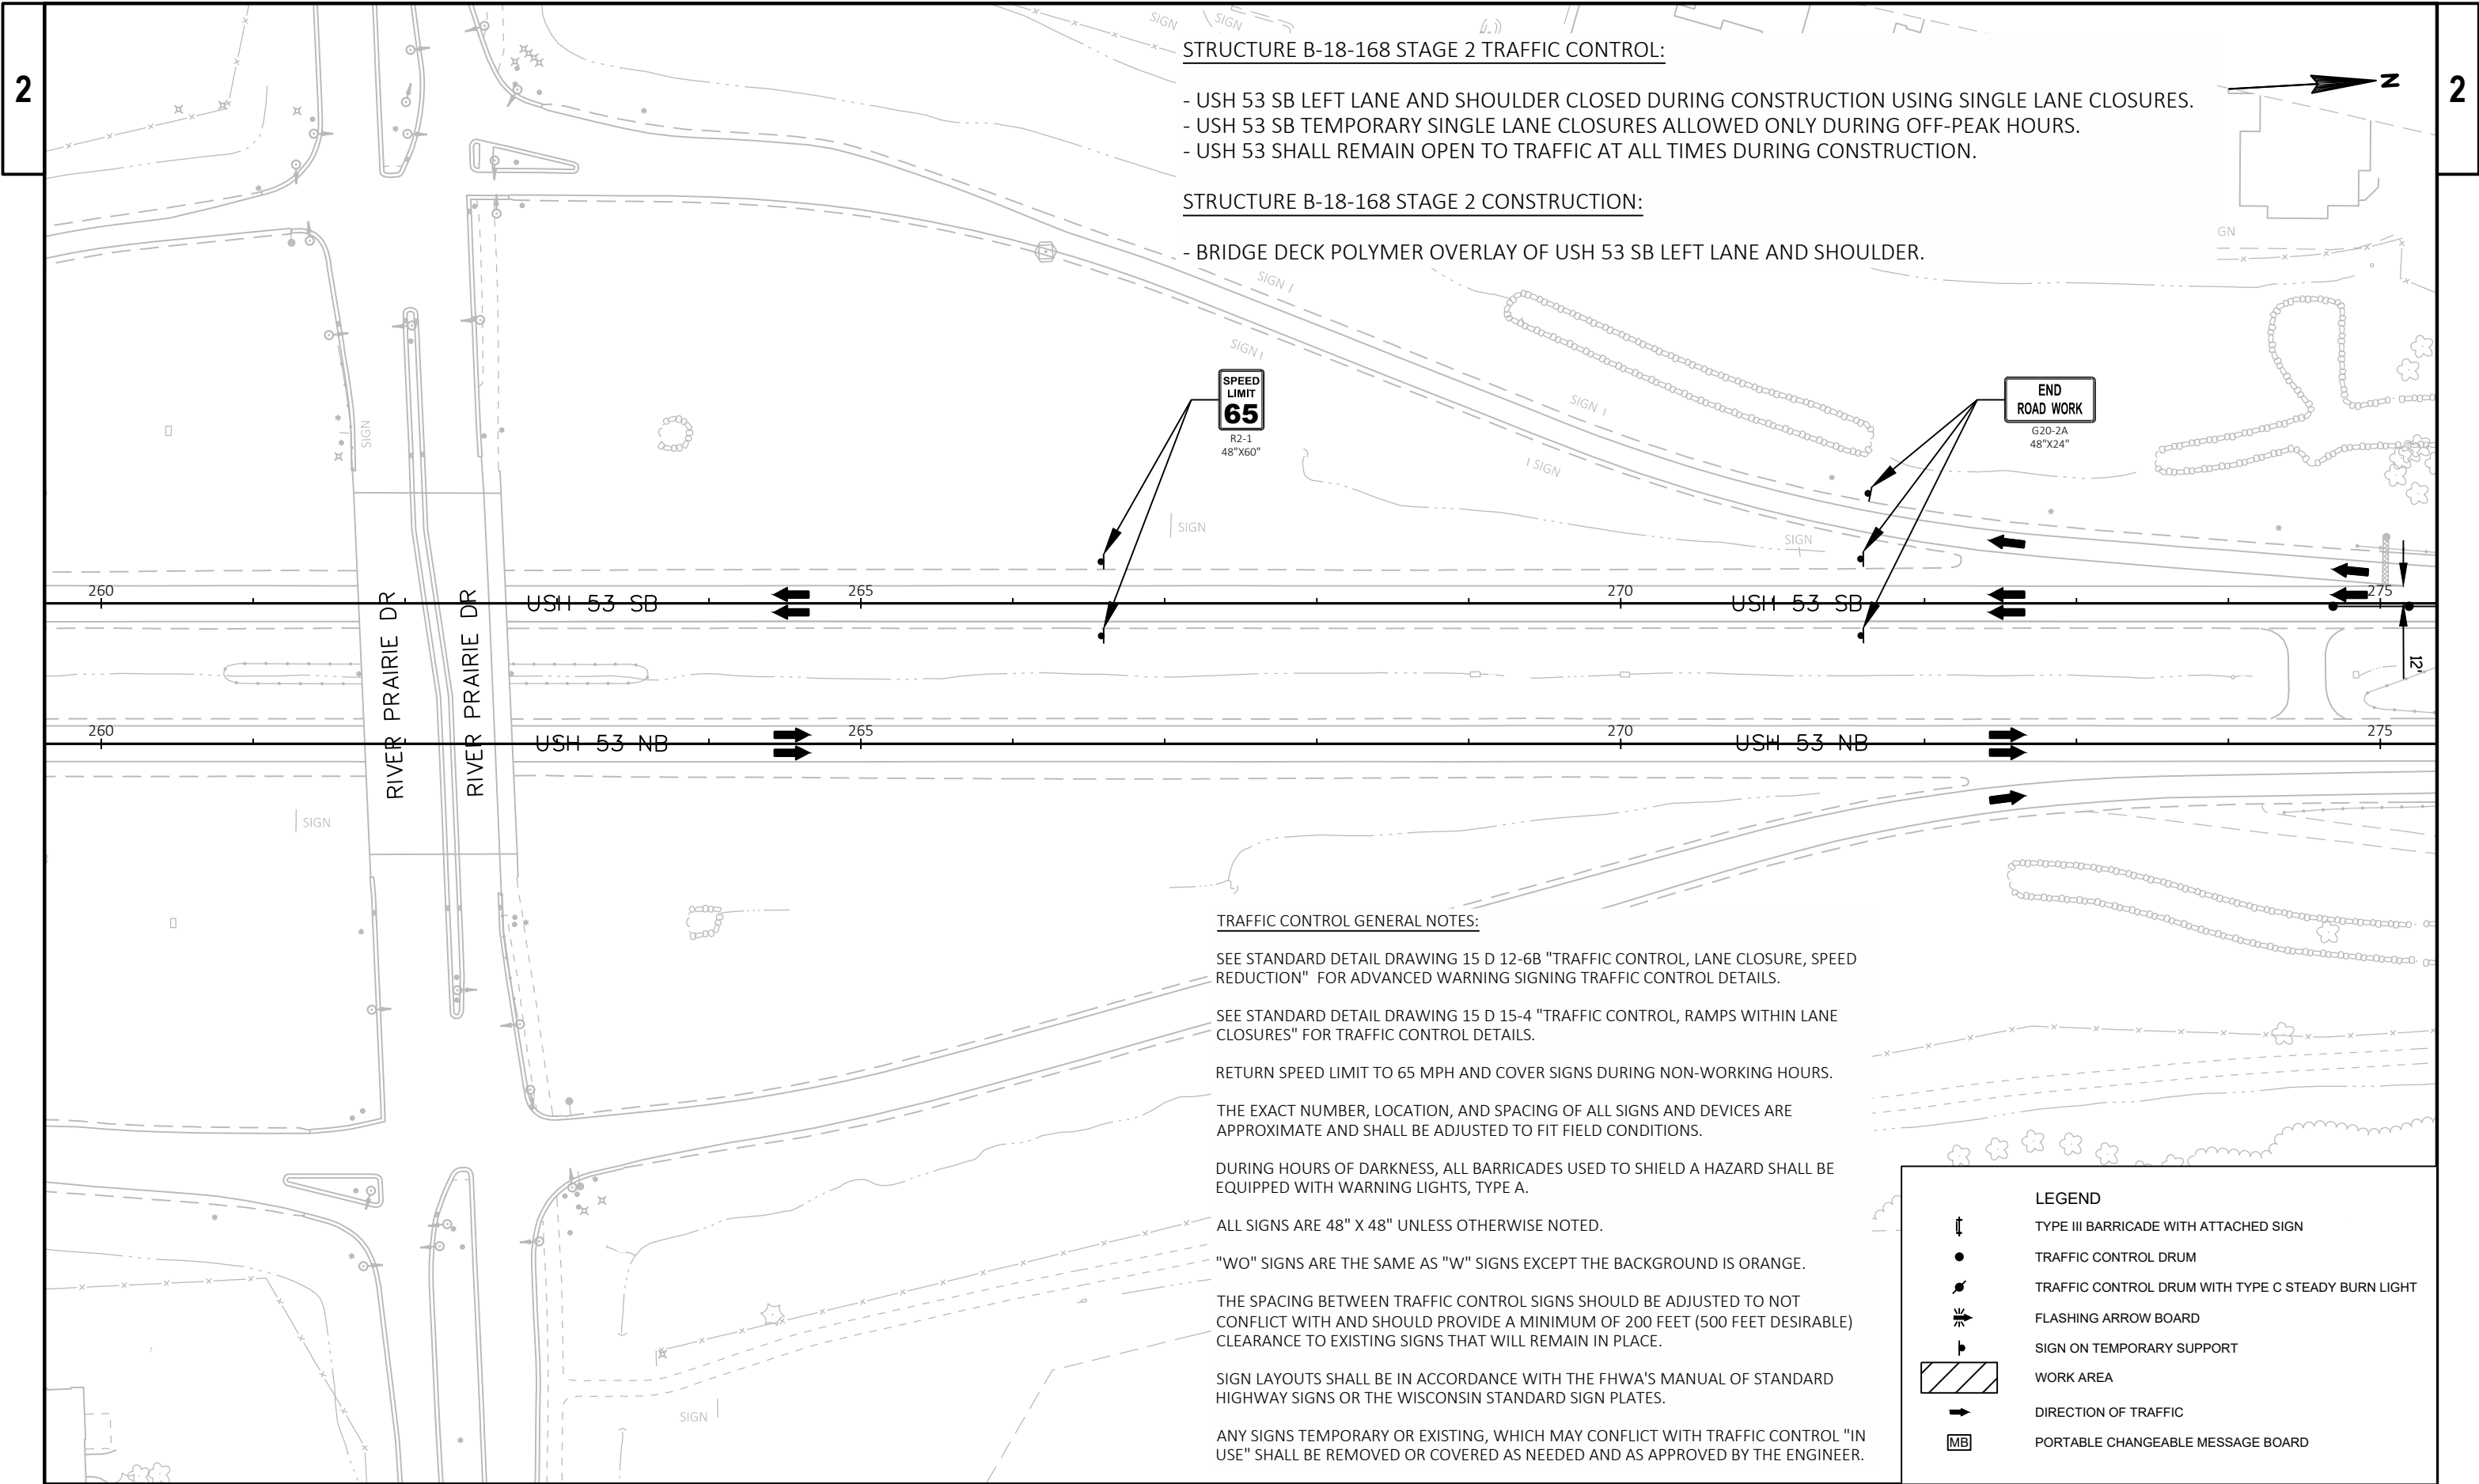 2
2
SIGN
SIGN
STRUCTURE B-18-168 STAGE 2 TRAFFIC CONTROL:
N
- USH 53 SB LEFT LANE AND SHOULDER CLOSED DURING CONSTRUCTION USING SINGLE LANE CLOSURES.
- USH 53 SB TEMPORARY SINGLE LANE CLOSURES ALLOWED ONLY DURING OFF-PEAK HOURS.
- USH 53 SHALL REMAIN OPEN TO TRAFFIC AT ALL TIMES DURING CONSTRUCTION.
STRUCTURE B-18-168 STAGE 2 CONSTRUCTION:
- BRIDGE DECK POLYMER OVERLAY OF USH 53 SB LEFT LANE AND SHOULDER.
GN
SIGN
SIGN
SIGN
SIGN
SIGN
SPEED
LIMIT
65
R2-1
48"X60"
END
ROAD WORK
G20-2A
48"X24"
SIGN
SIGN
260
265
270
275
USH 53 SB
USH 53 SB
12'
RIVER PRAIRIE DR
RIVER PRAIRIE DR
260
265
270
275
USH 53 NB
USH 53 NB
SIGN
TRAFFIC CONTROL GENERAL NOTES:
SEE STANDARD DETAIL DRAWING 15 D 12-6B "TRAFFIC CONTROL, LANE CLOSURE, SPEED
REDUCTION" FOR ADVANCED WARNING SIGNING TRAFFIC CONTROL DETAILS.
SEE STANDARD DETAIL DRAWING 15 D 15-4 "TRAFFIC CONTROL, RAMPS WITHIN LANE
CLOSURES" FOR TRAFFIC CONTROL DETAILS.
RETURN SPEED LIMIT TO 65 MPH AND COVER SIGNS DURING NON-WORKING HOURS.
THE EXACT NUMBER, LOCATION, AND SPACING OF ALL SIGNS AND DEVICES ARE
APPROXIMATE AND SHALL BE ADJUSTED TO FIT FIELD CONDITIONS.
DURING HOURS OF DARKNESS, ALL BARRICADES USED TO SHIELD A HAZARD SHALL BE
EQUIPPED WITH WARNING LIGHTS, TYPE A.
ALL SIGNS ARE 48" X 48" UNLESS OTHERWISE NOTED.
"WO" SIGNS ARE THE SAME AS "W" SIGNS EXCEPT THE BACKGROUND IS ORANGE.
THE SPACING BETWEEN TRAFFIC CONTROL SIGNS SHOULD BE ADJUSTED TO NOT
CONFLICT WITH AND SHOULD PROVIDE A MINIMUM OF 200 FEET (500 FEET DESIRABLE)
CLEARANCE TO EXISTING SIGNS THAT WILL REMAIN IN PLACE.
SIGN LAYOUTS SHALL BE IN ACCORDANCE WITH THE FHWA'S MANUAL OF STANDARD
HIGHWAY SIGNS OR THE WISCONSIN STANDARD SIGN PLATES.
ANY SIGNS TEMPORARY OR EXISTING, WHICH MAY CONFLICT WITH TRAFFIC CONTROL "IN
USE" SHALL BE REMOVED OR COVERED AS NEEDED AND AS APPROVED BY THE ENGINEER.
SIGN
LEGEND
TYPE III BARRICADE WITH ATTACHED SIGN
TRAFFIC CONTROL DRUM
TRAFFIC CONTROL DRUM WITH TYPE C STEADY BURN LIGHT
FLASHING ARROW BOARD
SIGN ON TEMPORARY SUPPORT
WORK AREA
DIRECTION OF TRAFFIC
MB PORTABLE CHANGEABLE MESSAGE BOARD